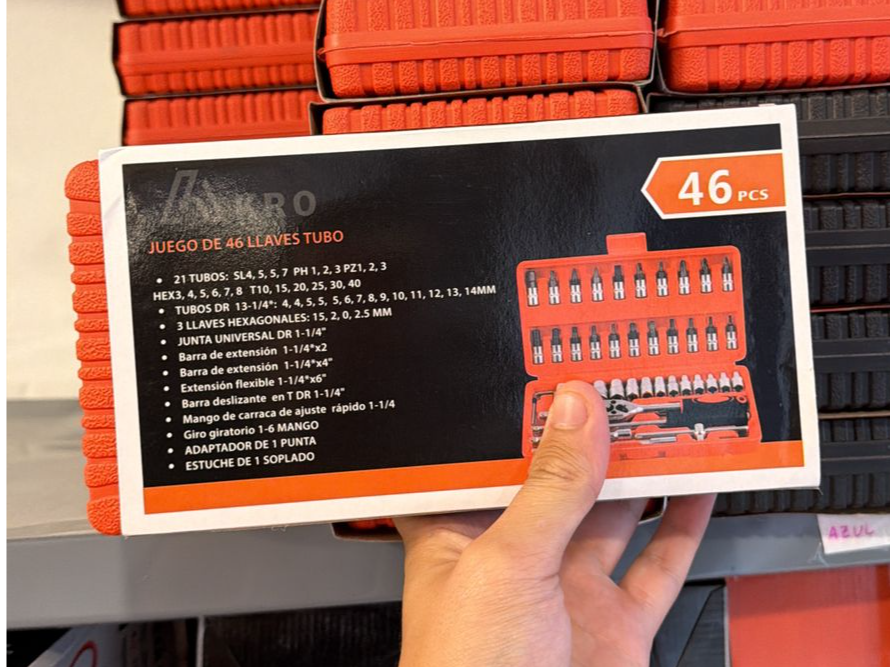 46 PCS
JUEGO DE 46 LLAVES TUBO
• 21 TUBOS: SL4, 5, 5, 7 PH 1, 2, 3 PZ1, 2, 3
HEX3, 4, 5, 6, 7, 8 T10, 15, 20, 25, 30, 40
• TUBOS DR 13-1/4": 4, 4,5, 5, 5, 6, 7, 8, 9, 10, 11, 12, 13, 14MM
• 3 LLAVES HEXAGONALES: 15, 2, 0, 2.5 MM
• JUNTA UNIVERSAL DR 1-1/4"
• Barra de extensión 1-1/4"x2
• Barra de extensión 1-1/4"x4"
• Extensión flexible 1-1/4"x6"
• Barra deslizante en T DR 1-1/4"
• Mango de carraca de ajuste rápido 1-1/4
• Giro giratorio 1-6 MANGO
• ADAPTADOR DE 1 PUNTA
• ESTUCHE DE 1 SOPLADO
AZUL